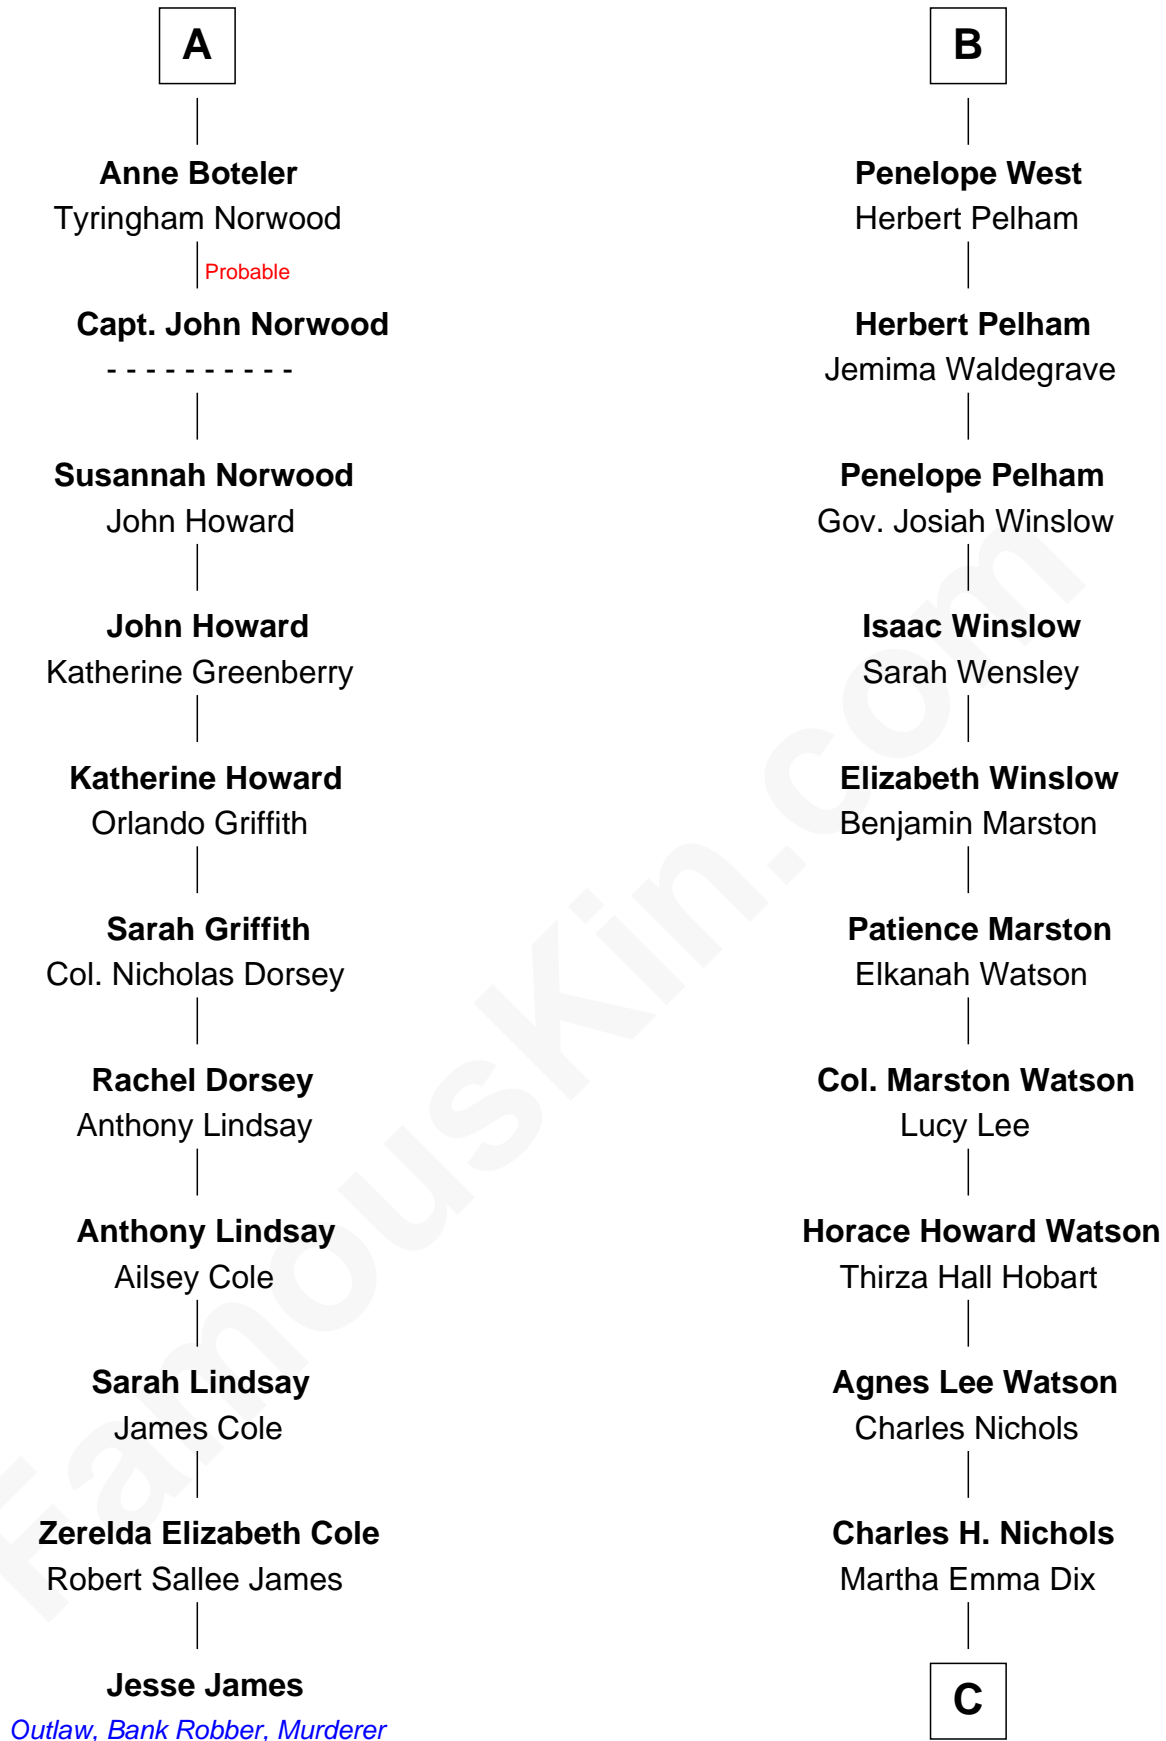 A
Anne Boteler
Tyringham Norwood
Probable
Capt. John Norwood
- - - - - - - - - -
Susannah Norwood
John Howard
John Howard
Katherine Greenberry
Katherine Howard
Orlando Griffith
Sarah Griffith
Col. Nicholas Dorsey
Rachel Dorsey
Anthony Lindsay
Anthony Lindsay
Ailsey Cole
Sarah Lindsay
James Cole
Zerelda Elizabeth Cole
Robert Sallee James
Jesse James
Outlaw, Bank Robber, Murderer
B
Penelope West
Herbert Pelham
Herbert Pelham
Jemima Waldegrave
Penelope Pelham
Gov. Josiah Winslow
Isaac Winslow
Sarah Wensley
Elizabeth Winslow
Benjamin Marston
Patience Marston
Elkanah Watson
Col. Marston Watson
Lucy Lee
Horace Howard Watson
Thirza Hall Hobart
Agnes Lee Watson
Charles Nichols
Charles H. Nichols
Martha Emma Dix
C
FamousKin.com